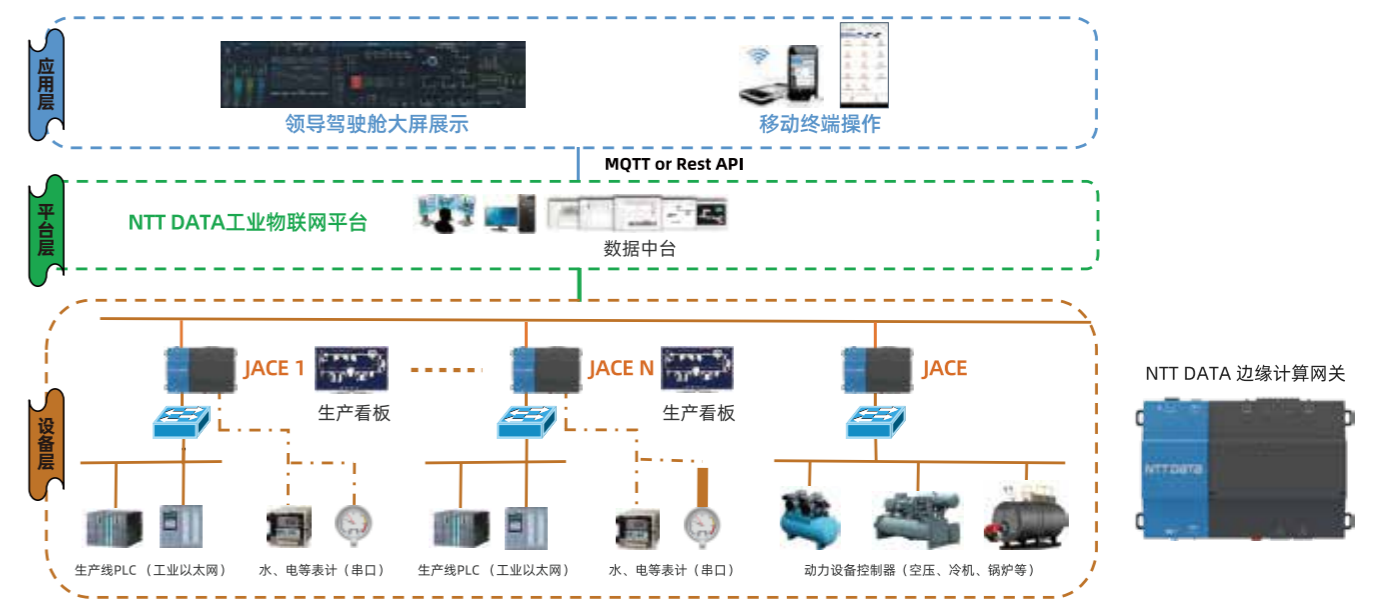 应用层
领导驾驶舱大屏展示
移动终端操作
MQTT or Rest API
平台层
NTT DATA工业物联网平台
数据中台
设备层
JACE 1
生产看板
JACE N
生产看板
JACE
生产线PLC（工业以太网）
水、电等表计（串口）
生产线PLC（工业以太网）
水、电等表计（串口）
动力设备控制器（空压、冷机、锅炉等）
NTT DATA 边缘计算网关
NTT DATA